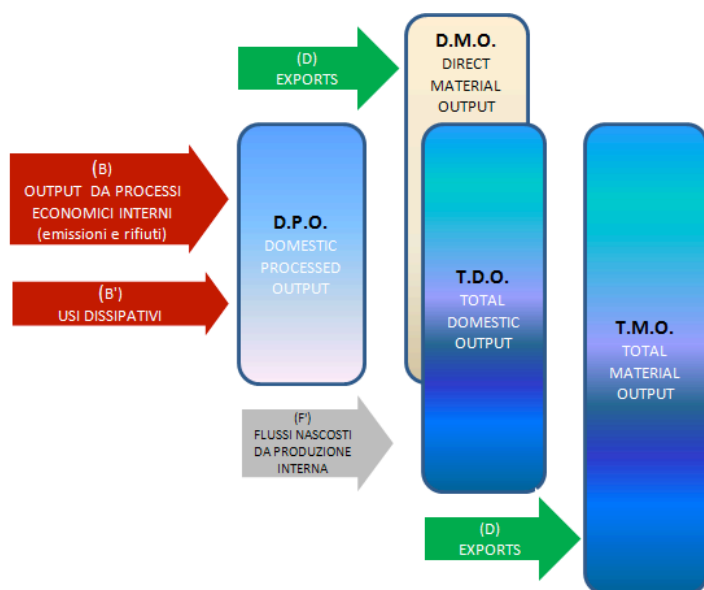 (D)
EXPORTS
D.M.O.
DIRECT
MATERIAL
OUTPUT
(B)
OUTPUT DA PROCESSI
ECONOMICI INTERNI
(emissioni e rifiuti)
D.P.O.
DOMESTIC
PROCESSED
OUTPUT
(B')
USI DISSIPATIVI
T.D.O.
TOTAL
DOMESTIC
OUTPUT
T.M.O.
TOTAL
MATERIAL
OUTPUT
(F')
FLUSSI NASCOSTI
DA PRODUZIONE
INTERNA
(D)
EXPORTS